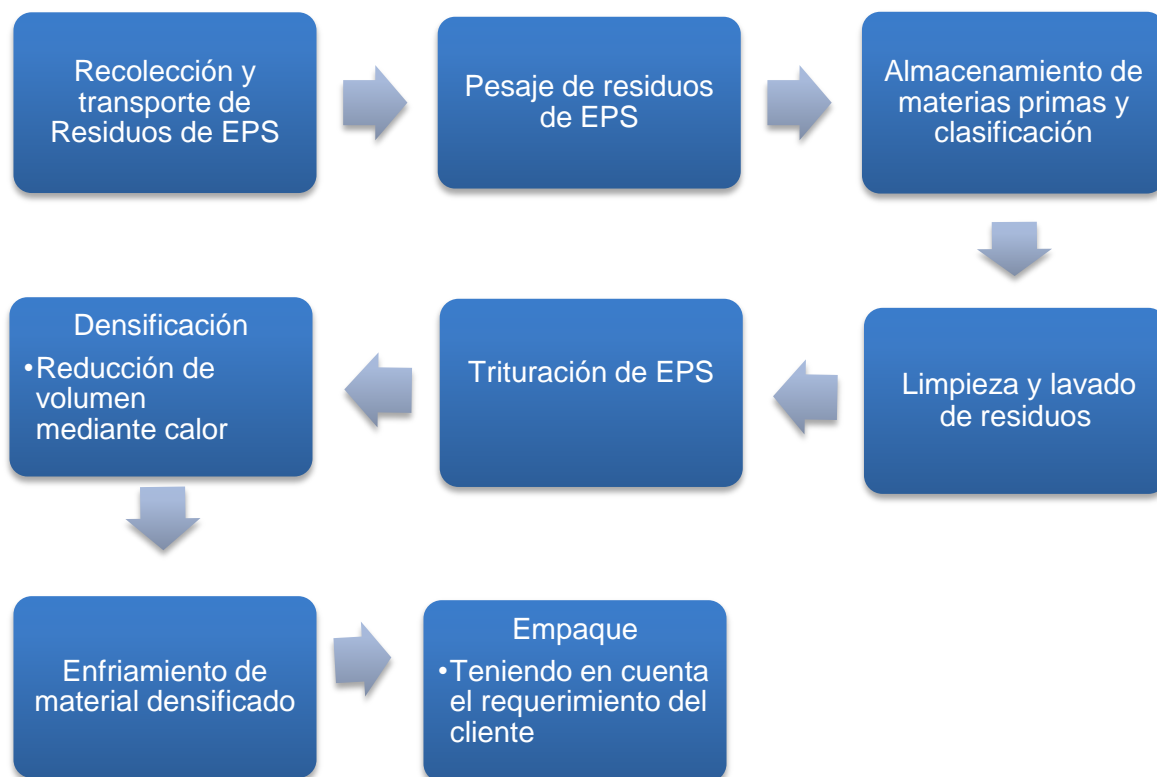 Recolección y
transporte de
Residuos de EPS
Pesaje de residuos
de EPS
Almacenamiento de
materias primas y
clasificación
Limpieza y lavado
de residuos
Trituración de EPS
Densificación
•Reducción de
volumen
mediante calor
Enfriamiento de
material densificado
Empaque
•Teniendo en cuenta
el requerimiento del
cliente